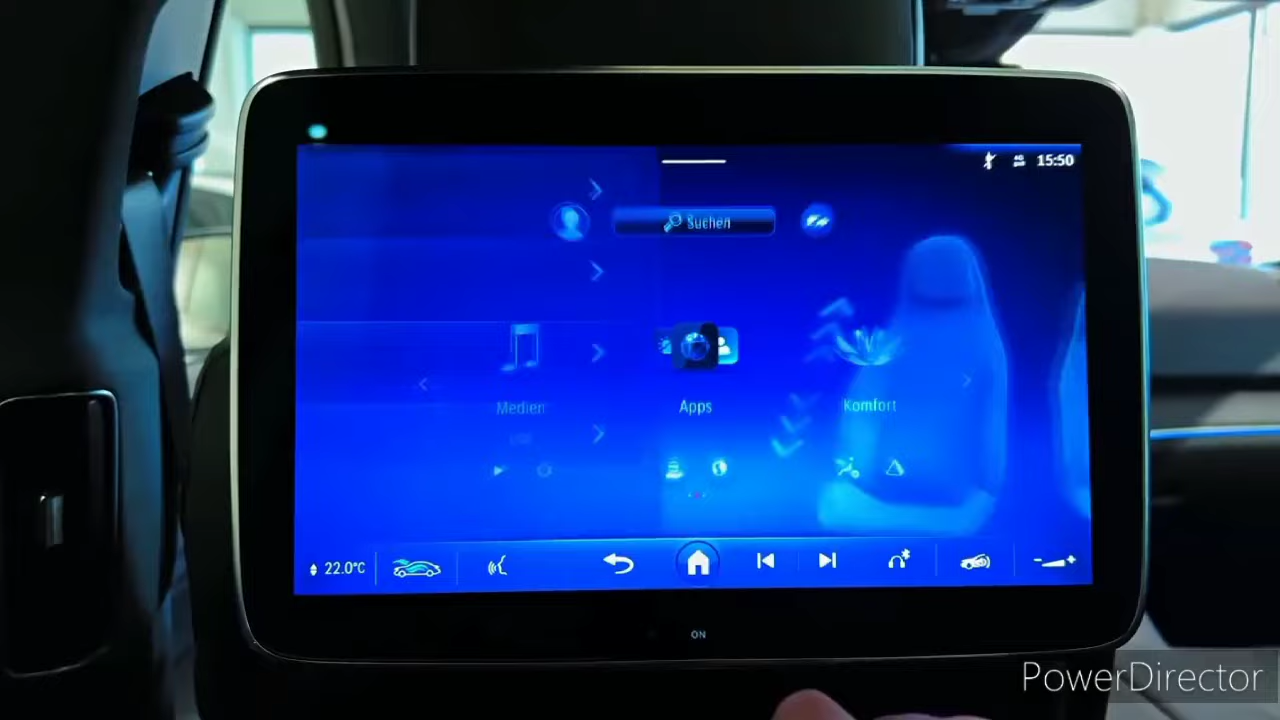 15:50
Suchen
Medien
Apps
Komfort
22.0°C
ON
PowerDirector